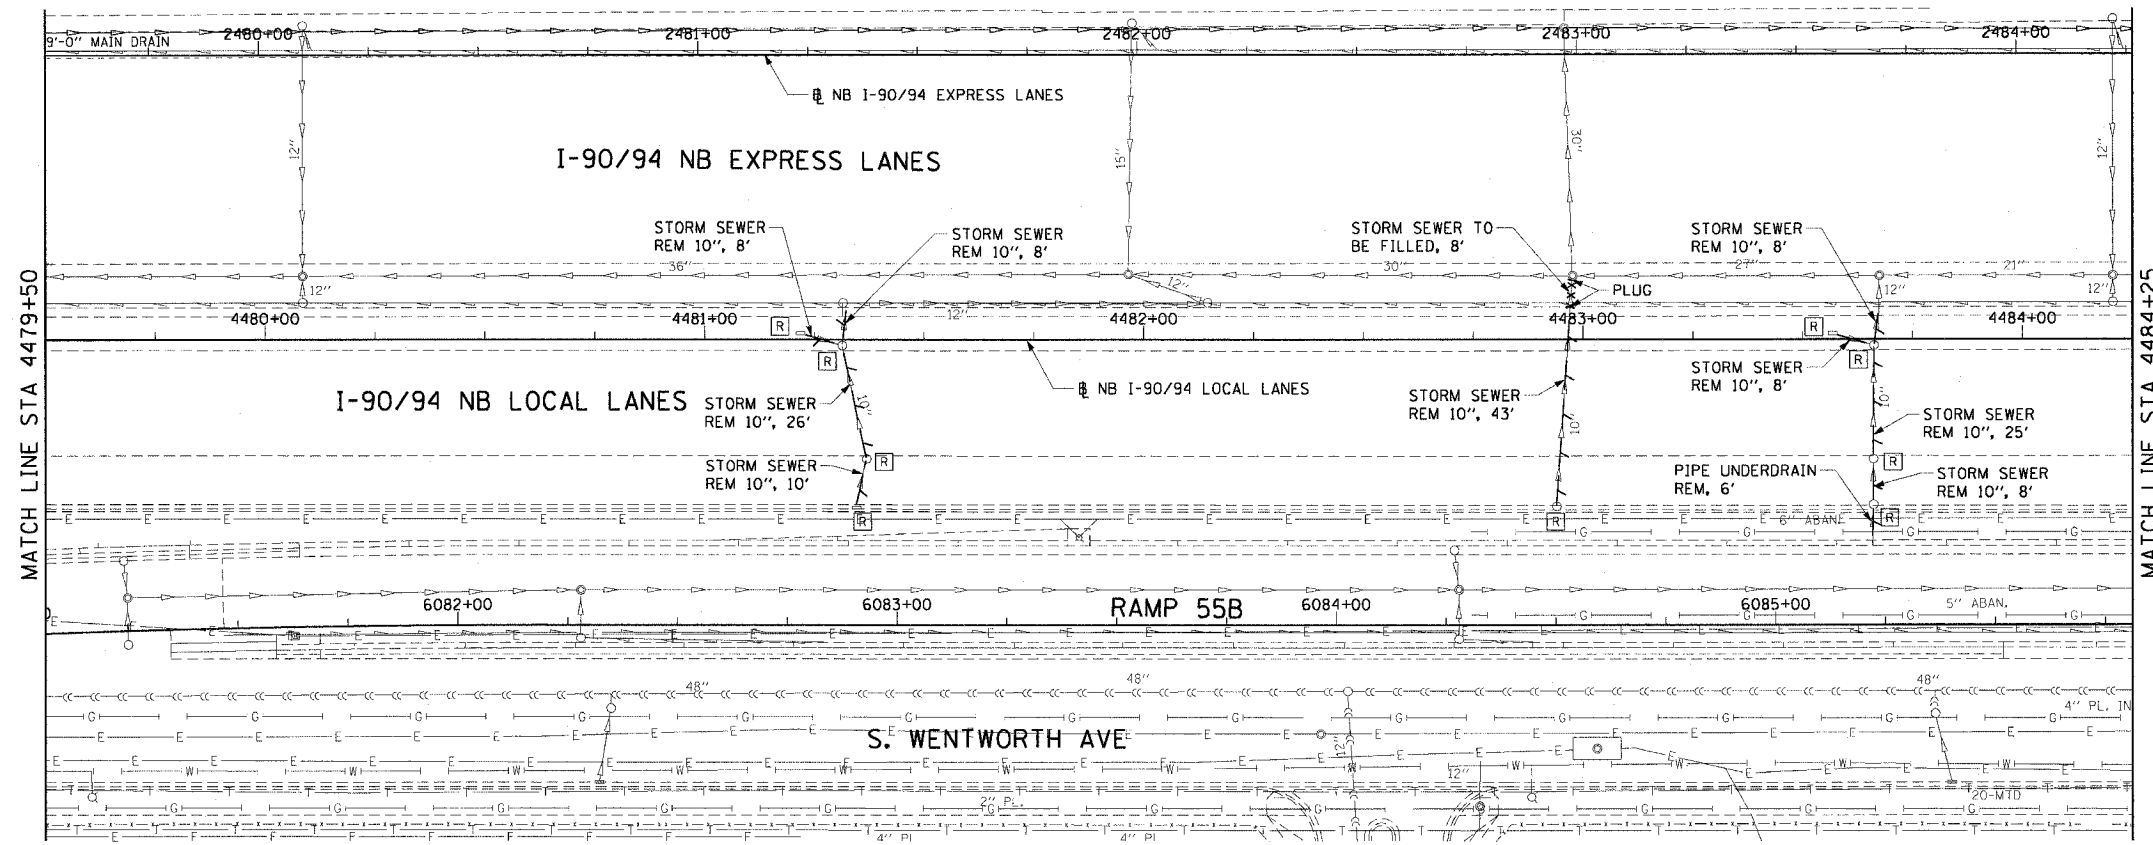 9'-0" MAIN DRAIN
2480+00
2481+00
2482+00
2483+00
2484+00
℄ NB I-90/94 EXPRESS LANES
I-90/94 NB EXPRESS LANES
12"
15"
30"
12"
STORM SEWER
REM 10", 8'
STORM SEWER
REM 10", 8'
STORM SEWER TO
BE FILLED, 8'
STORM SEWER
REM 10", 8'
36"
30"
27"
21"
12"
12"
12"
12"
12"
PLUG
4480+00
4481+00
4482+00
4483+00
4484+00
R
R
R
R
MATCH LINE STA 4479+50
MATCH LINE STA 4484+25
℄ NB I-90/94 LOCAL LANES
I-90/94 NB LOCAL LANES
STORM SEWER
REM 10", 26'
10"
STORM SEWER
REM 10", 43'
10"
STORM SEWER
REM 10", 8'
10"
STORM SEWER
REM 10", 25'
STORM SEWER
REM 10", 10'
R
PIPE UNDERDRAIN
REM, 6'
R
STORM SEWER
REM 10", 8'
R
R
R
E E E E E E E E E E E E E E E E E
6" ABAN.
G G G G
6082+00
6083+00
RAMP 55B
6084+00
6085+00
5" ABAN.
G G G G
E E E E E E E E E E E E E E E
48"
48"
48"
G G G G G G G G G G G G
4" PL. IN
S. WENTWORTH AVE
E E E E E E E E E E E E
12"
W W W W W W W W W W W
12"
20-MTD
2" PL.
G G G G G G G G G G G
4" PL
4" PL